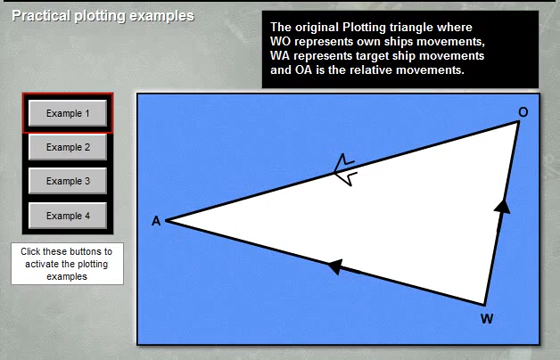 Practical plotting examples
The original Plotting triangle where
WO represents own ships movements,
WA represents target ship movements
and OA is the relative movements.
Example 1
Example 2
Example 3
Example 4
Click these buttons to
activate the plotting
examples
O
A
W